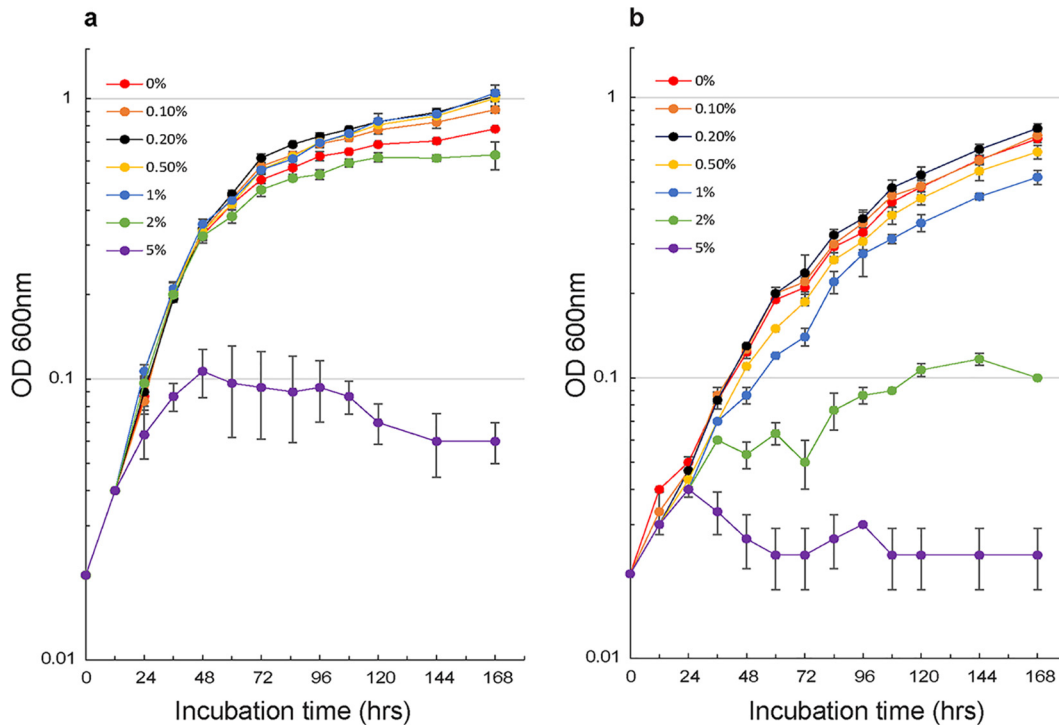 a
0%
0.10%
0.20%
0.50%
1%
2%
5%
1
0.1
0.01
OD 600nm
0 24 48 72 96 120 144 168
Incubation time (hrs)
b
0%
0.10%
0.20%
0.50%
1%
2%
5%
1
0.1
0.01
OD 600nm
0 24 48 72 96 120 144 168
Incubation time (hrs)